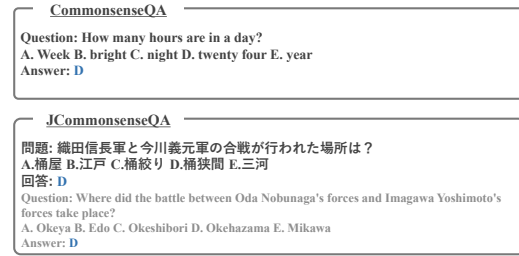 CommonsenseQA
Question: How many hours are in a day?
A. Week B. bright C. night D. twenty four E. year
Answer: D
JCommonsenseQA
問題: 織田信長軍と今川義元軍の合戦が行われた場所は？
A.桶屋 B.江戸 C.桶絞り D.桶狭間 E.三河
回答: D
Question: Where did the battle between Oda Nobunaga's forces and Imagawa Yoshimoto's
forces take place?
A. Okeya B. Edo C. Okeshibori D. Okehazama E. Mikawa
Answer: D